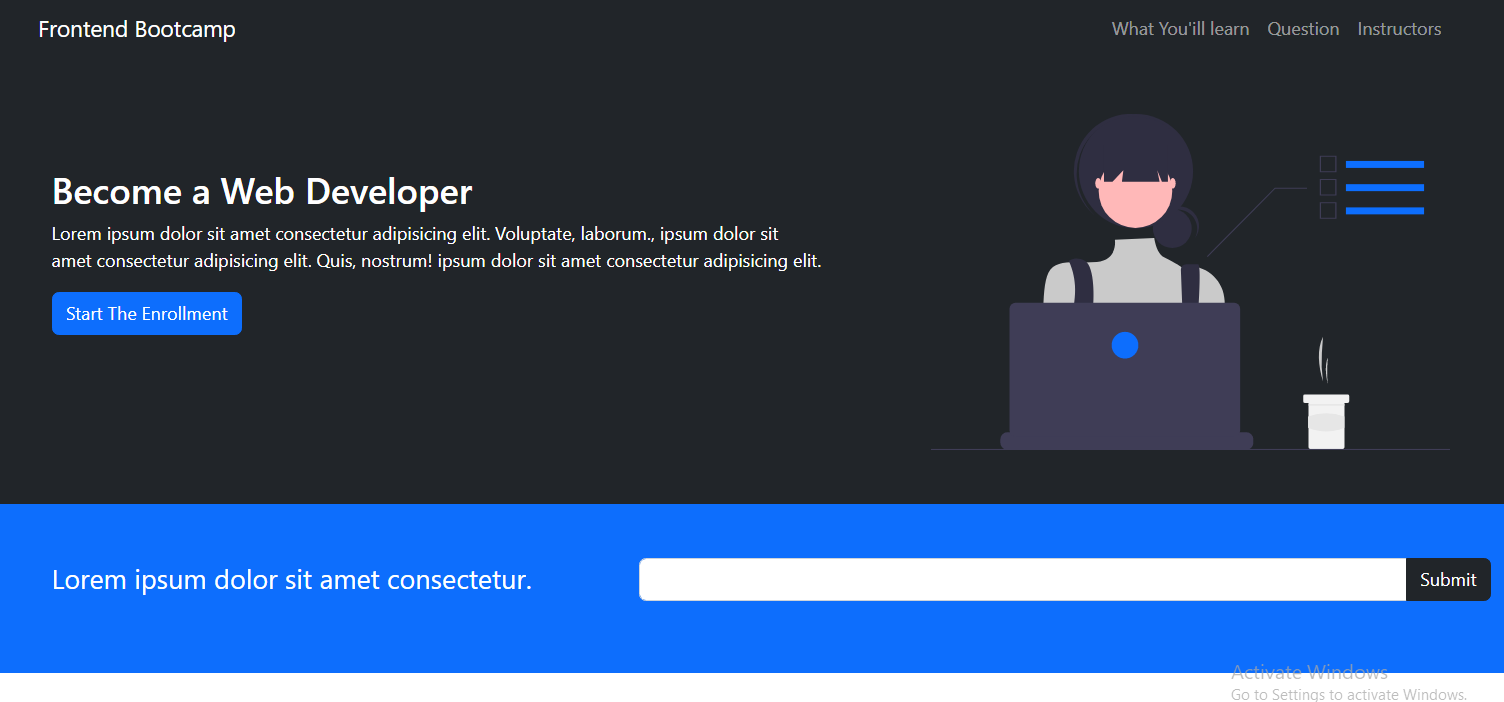 Frontend Bootcamp
What You'ill learn Question Instructors
Become a Web Developer
Lorem ipsum dolor sit amet consectetur adipisicing elit. Voluptate, laborum., ipsum dolor sit
amet consectetur adipisicing elit. Quis, nostrum! ipsum dolor sit amet consectetur adipisicing elit.
Start The Enrollment
Lorem ipsum dolor sit amet consectetur.
Submit
Activate Windows
Go to Settings to activate Windows.